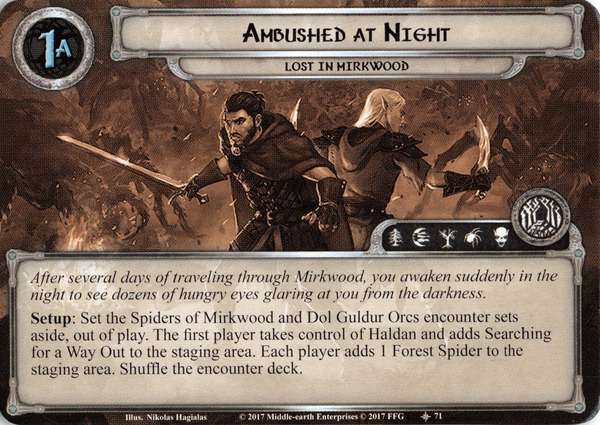 1A
AMBUSHED AT NIGHT
LOST IN MIRKWOOD
After several days of traveling through Mirkwood, you awaken suddenly in the
night to see dozens of hungry eyes glaring at you from the darkness.
Setup: Set the Spiders of Mirkwood and Dol Guldur Orcs encounter sets
aside, out of play. The first player takes control of Haldan and adds Searching
for a Way Out to the staging area. Each player adds 1 Forest Spider to the
staging area. Shuffle the encounter deck.
Illus. Nikolas Hagialas © 2017 Middle-earth Enterprises © 2017 FFG 71